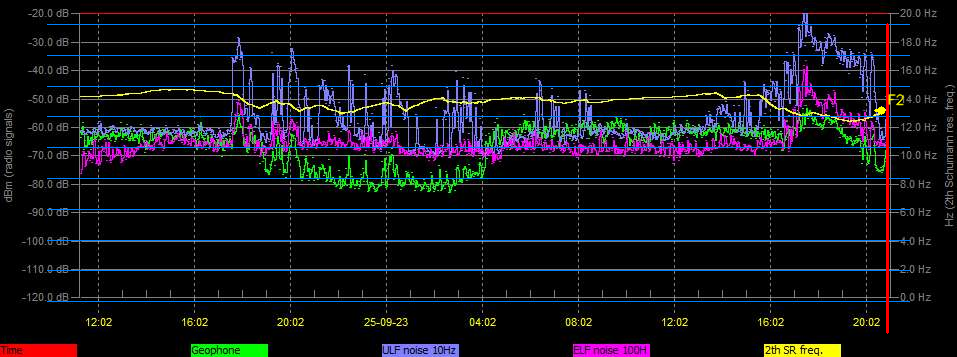 -20.0 dB 20.0 Hz
-30.0 dB 18.0 Hz
-40.0 dB 16.0 Hz
-50.0 dB F2 14.0 Hz
-60.0 dB 12.0 Hz
-70.0 dB 10.0 Hz
-80.0 dB 8.0 Hz
-90.0 dB 6.0 Hz
-100.0 dB 4.0 Hz
-110.0 dB 2.0 Hz
-120.0 dB 0.0 Hz
dBm (radio signals)
Hz (2th Schumann res. freq.)
12:02 16:02 20:02 25-09-23 04:02 08:02 12:02 16:02 20:02
Time Geophone ULF noise 10Hz ELF noise 100H 2th SR freq.